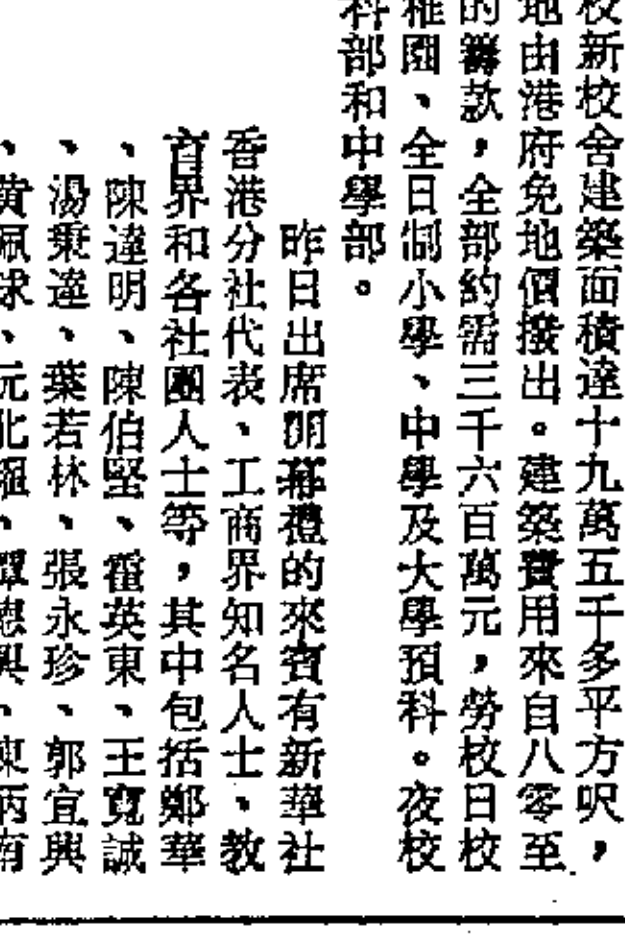 校新校舍建築面積達十九萬五千多平方呎，
地由港府免地價撥出。建築費用來自八零至
的籌款，全部約需三千六百萬元，勞校日校
稚園、全日制小學、中學及大學預科。夜校
科部和中學部。
昨日出席開幕禮的來賓有新華社
香港分社代表、工商界知名人士、教
育界和各社團人士等，其中包括鄭華
、陳達明、陳伯堅、霍英東、王寬誠
、湯秉達、葉若林、張永珍、郭宜興
、黃佩球、